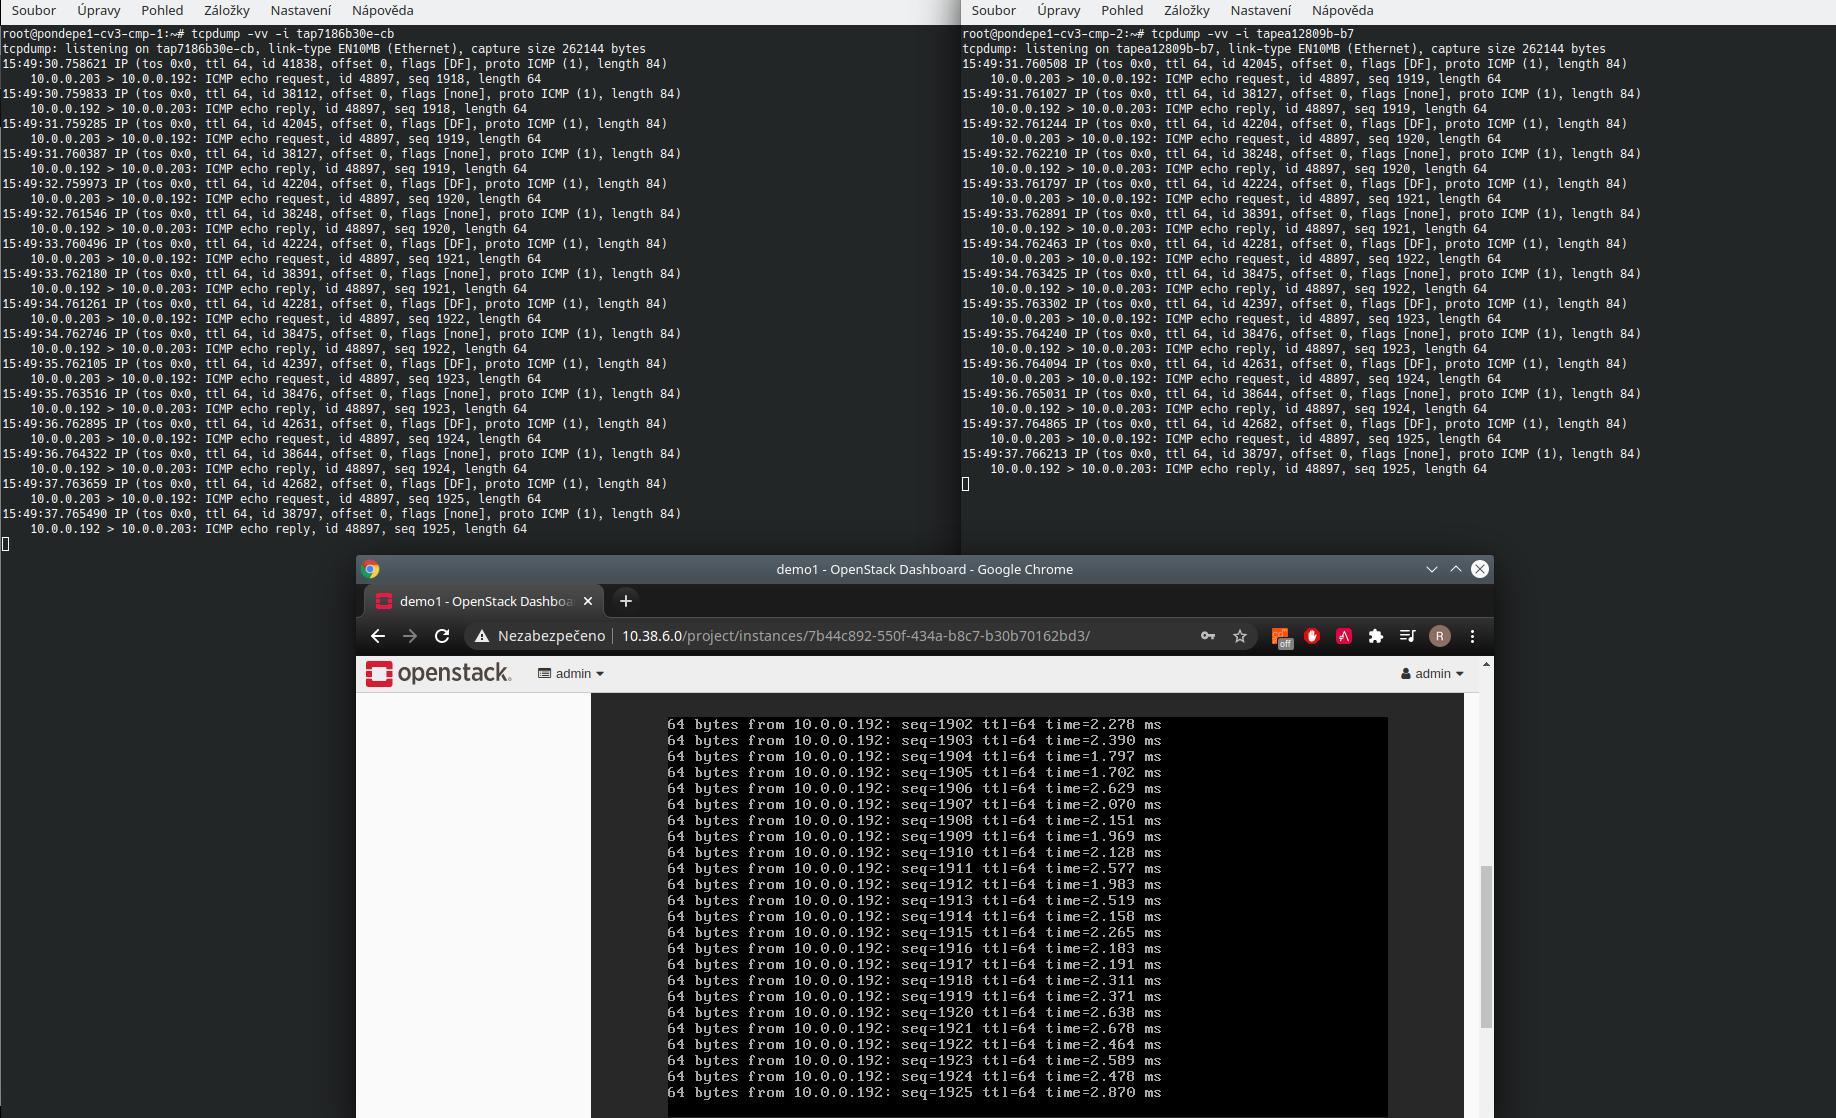 Soubor Úpravy Pohled Záložky Nastavení Nápověda
root@pondepe1-cv3-cmp-1:~# tcpdump -vv -i tap7186b30e-cb
tcpdump: listening on tap7186b30e-cb, link-type EN10MB (Ethernet), capture size 262144 bytes
15:49:30.758621 IP (tos 0x0, ttl 64, id 41838, offset 0, flags [DF], proto ICMP (1), length 84)
10.0.0.203 > 10.0.0.192: ICMP echo request, id 48897, seq 1918, length 64
15:49:30.759833 IP (tos 0x0, ttl 64, id 38112, offset 0, flags [none], proto ICMP (1), length 84)
10.0.0.192 > 10.0.0.203: ICMP echo reply, id 48897, seq 1918, length 64
15:49:31.759285 IP (tos 0x0, ttl 64, id 42045, offset 0, flags [DF], proto ICMP (1), length 84)
10.0.0.203 > 10.0.0.192: ICMP echo request, id 48897, seq 1919, length 64
15:49:31.760387 IP (tos 0x0, ttl 64, id 38127, offset 0, flags [none], proto ICMP (1), length 84)
10.0.0.192 > 10.0.0.203: ICMP echo reply, id 48897, seq 1919, length 64
15:49:32.759973 IP (tos 0x0, ttl 64, id 42204, offset 0, flags [DF], proto ICMP (1), length 84)
10.0.0.203 > 10.0.0.192: ICMP echo request, id 48897, seq 1920, length 64
15:49:32.761546 IP (tos 0x0, ttl 64, id 38248, offset 0, flags [none], proto ICMP (1), length 84)
10.0.0.192 > 10.0.0.203: ICMP echo reply, id 48897, seq 1920, length 64
15:49:33.760496 IP (tos 0x0, ttl 64, id 42224, offset 0, flags [DF], proto ICMP (1), length 84)
10.0.0.203 > 10.0.0.192: ICMP echo request, id 48897, seq 1921, length 64
15:49:33.762180 IP (tos 0x0, ttl 64, id 38391, offset 0, flags [none], proto ICMP (1), length 84)
10.0.0.192 > 10.0.0.203: ICMP echo reply, id 48897, seq 1921, length 64
15:49:34.761261 IP (tos 0x0, ttl 64, id 42281, offset 0, flags [DF], proto ICMP (1), length 84)
10.0.0.203 > 10.0.0.192: ICMP echo request, id 48897, seq 1922, length 64
15:49:34.762746 IP (tos 0x0, ttl 64, id 38475, offset 0, flags [none], proto ICMP (1), length 84)
10.0.0.192 > 10.0.0.203: ICMP echo reply, id 48897, seq 1922, length 64
15:49:35.762105 IP (tos 0x0, ttl 64, id 42397, offset 0, flags [DF], proto ICMP (1), length 84)
10.0.0.203 > 10.0.0.192: ICMP echo request, id 48897, seq 1923, length 64
15:49:35.763516 IP (tos 0x0, ttl 64, id 38476, offset 0, flags [none], proto ICMP (1), length 84)
10.0.0.192 > 10.0.0.203: ICMP echo reply, id 48897, seq 1923, length 64
15:49:36.762895 IP (tos 0x0, ttl 64, id 42631, offset 0, flags [DF], proto ICMP (1), length 84)
10.0.0.203 > 10.0.0.192: ICMP echo request, id 48897, seq 1924, length 64
15:49:36.764322 IP (tos 0x0, ttl 64, id 38644, offset 0, flags [none], proto ICMP (1), length 84)
10.0.0.192 > 10.0.0.203: ICMP echo reply, id 48897, seq 1924, length 64
15:49:37.763659 IP (tos 0x0, ttl 64, id 42682, offset 0, flags [DF], proto ICMP (1), length 84)
10.0.0.203 > 10.0.0.192: ICMP echo request, id 48897, seq 1925, length 64
15:49:37.765490 IP (tos 0x0, ttl 64, id 38797, offset 0, flags [none], proto ICMP (1), length 84)
10.0.0.192 > 10.0.0.203: ICMP echo reply, id 48897, seq 1925, length 64
Soubor Úpravy Pohled Záložky Nastavení Nápověda
root@pondepe1-cv3-cmp-2:~# tcpdump -vv -i tapea12809b-b7
tcpdump: listening on tapea12809b-b7, link-type EN10MB (Ethernet), capture size 262144 bytes
15:49:31.760508 IP (tos 0x0, ttl 64, id 42045, offset 0, flags [DF], proto ICMP (1), length 84)
10.0.0.203 > 10.0.0.192: ICMP echo request, id 48897, seq 1919, length 64
15:49:31.761027 IP (tos 0x0, ttl 64, id 38127, offset 0, flags [none], proto ICMP (1), length 84)
10.0.0.192 > 10.0.0.203: ICMP echo reply, id 48897, seq 1919, length 64
15:49:32.761244 IP (tos 0x0, ttl 64, id 42204, offset 0, flags [DF], proto ICMP (1), length 84)
10.0.0.203 > 10.0.0.192: ICMP echo request, id 48897, seq 1920, length 64
15:49:32.762210 IP (tos 0x0, ttl 64, id 38248, offset 0, flags [none], proto ICMP (1), length 84)
10.0.0.192 > 10.0.0.203: ICMP echo reply, id 48897, seq 1920, length 64
15:49:33.761797 IP (tos 0x0, ttl 64, id 42224, offset 0, flags [DF], proto ICMP (1), length 84)
10.0.0.203 > 10.0.0.192: ICMP echo request, id 48897, seq 1921, length 64
15:49:33.762891 IP (tos 0x0, ttl 64, id 38391, offset 0, flags [none], proto ICMP (1), length 84)
10.0.0.192 > 10.0.0.203: ICMP echo reply, id 48897, seq 1921, length 64
15:49:34.762463 IP (tos 0x0, ttl 64, id 42281, offset 0, flags [DF], proto ICMP (1), length 84)
10.0.0.203 > 10.0.0.192: ICMP echo request, id 48897, seq 1922, length 64
15:49:34.763425 IP (tos 0x0, ttl 64, id 38475, offset 0, flags [none], proto ICMP (1), length 84)
10.0.0.192 > 10.0.0.203: ICMP echo reply, id 48897, seq 1922, length 64
15:49:35.763302 IP (tos 0x0, ttl 64, id 42397, offset 0, flags [DF], proto ICMP (1), length 84)
10.0.0.203 > 10.0.0.192: ICMP echo request, id 48897, seq 1923, length 64
15:49:35.764240 IP (tos 0x0, ttl 64, id 38476, offset 0, flags [none], proto ICMP (1), length 84)
10.0.0.192 > 10.0.0.203: ICMP echo reply, id 48897, seq 1923, length 64
15:49:36.764094 IP (tos 0x0, ttl 64, id 42631, offset 0, flags [DF], proto ICMP (1), length 84)
10.0.0.203 > 10.0.0.192: ICMP echo request, id 48897, seq 1924, length 64
15:49:36.765031 IP (tos 0x0, ttl 64, id 38644, offset 0, flags [none], proto ICMP (1), length 84)
10.0.0.192 > 10.0.0.203: ICMP echo reply, id 48897, seq 1924, length 64
15:49:37.764865 IP (tos 0x0, ttl 64, id 42682, offset 0, flags [DF], proto ICMP (1), length 84)
10.0.0.203 > 10.0.0.192: ICMP echo request, id 48897, seq 1925, length 64
15:49:37.766213 IP (tos 0x0, ttl 64, id 38797, offset 0, flags [none], proto ICMP (1), length 84)
10.0.0.192 > 10.0.0.203: ICMP echo reply, id 48897, seq 1925, length 64
demo1 - OpenStack Dashboard - Google Chrome
demo1 - OpenStack Dashboa
Nezabezpečeno 10.38.6.0/project/instances/7b44c892-550f-434a-b8c7-b30b70162bd3/ off R
openstack. admin admin
64 bytes from 10.0.0.192: seq=1902 ttl=64 time=2.278 ms
64 bytes from 10.0.0.192: seq=1903 ttl=64 time=2.390 ms
64 bytes from 10.0.0.192: seq=1904 ttl=64 time=1.797 ms
64 bytes from 10.0.0.192: seq=1905 ttl=64 time=1.702 ms
64 bytes from 10.0.0.192: seq=1906 ttl=64 time=2.629 ms
64 bytes from 10.0.0.192: seq=1907 ttl=64 time=2.070 ms
64 bytes from 10.0.0.192: seq=1908 ttl=64 time=2.151 ms
64 bytes from 10.0.0.192: seq=1909 ttl=64 time=1.969 ms
64 bytes from 10.0.0.192: seq=1910 ttl=64 time=2.128 ms
64 bytes from 10.0.0.192: seq=1911 ttl=64 time=2.577 ms
64 bytes from 10.0.0.192: seq=1912 ttl=64 time=1.983 ms
64 bytes from 10.0.0.192: seq=1913 ttl=64 time=2.519 ms
64 bytes from 10.0.0.192: seq=1914 ttl=64 time=2.158 ms
64 bytes from 10.0.0.192: seq=1915 ttl=64 time=2.265 ms
64 bytes from 10.0.0.192: seq=1916 ttl=64 time=2.183 ms
64 bytes from 10.0.0.192: seq=1917 ttl=64 time=2.191 ms
64 bytes from 10.0.0.192: seq=1918 ttl=64 time=2.311 ms
64 bytes from 10.0.0.192: seq=1919 ttl=64 time=2.371 ms
64 bytes from 10.0.0.192: seq=1920 ttl=64 time=2.638 ms
64 bytes from 10.0.0.192: seq=1921 ttl=64 time=2.678 ms
64 bytes from 10.0.0.192: seq=1922 ttl=64 time=2.464 ms
64 bytes from 10.0.0.192: seq=1923 ttl=64 time=2.589 ms
64 bytes from 10.0.0.192: seq=1924 ttl=64 time=2.478 ms
64 bytes from 10.0.0.192: seq=1925 ttl=64 time=2.870 ms